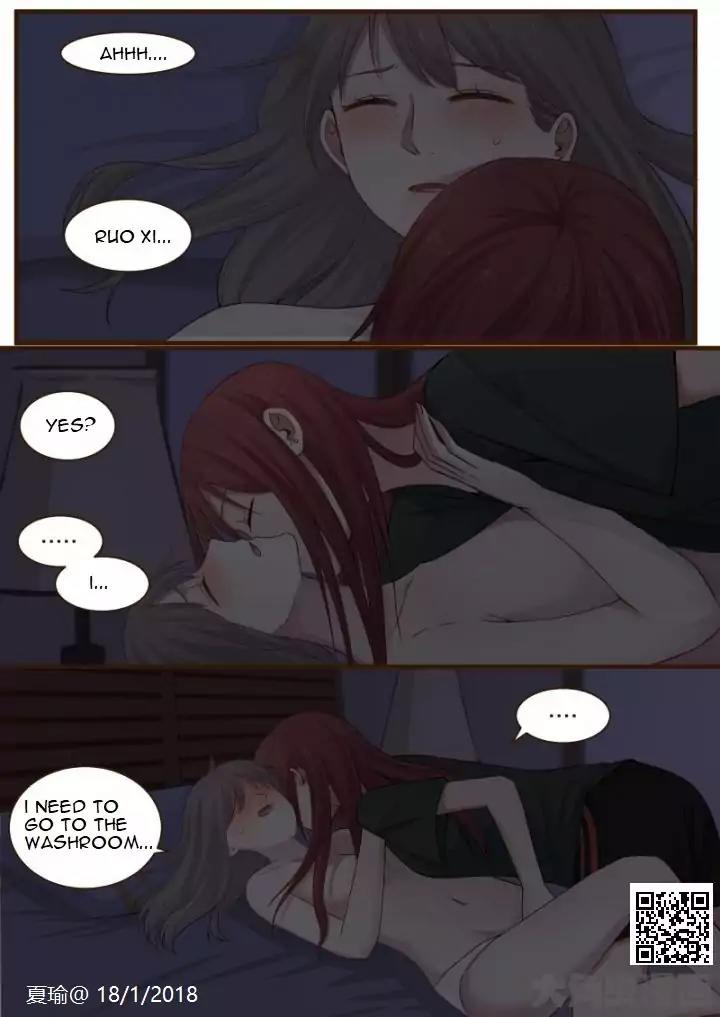 AHHH....
RUO XI...
YES?
.....
I...
....
I NEED TO
GO TO THE
WASHROOM...
夏瑜@ 18/1/2018